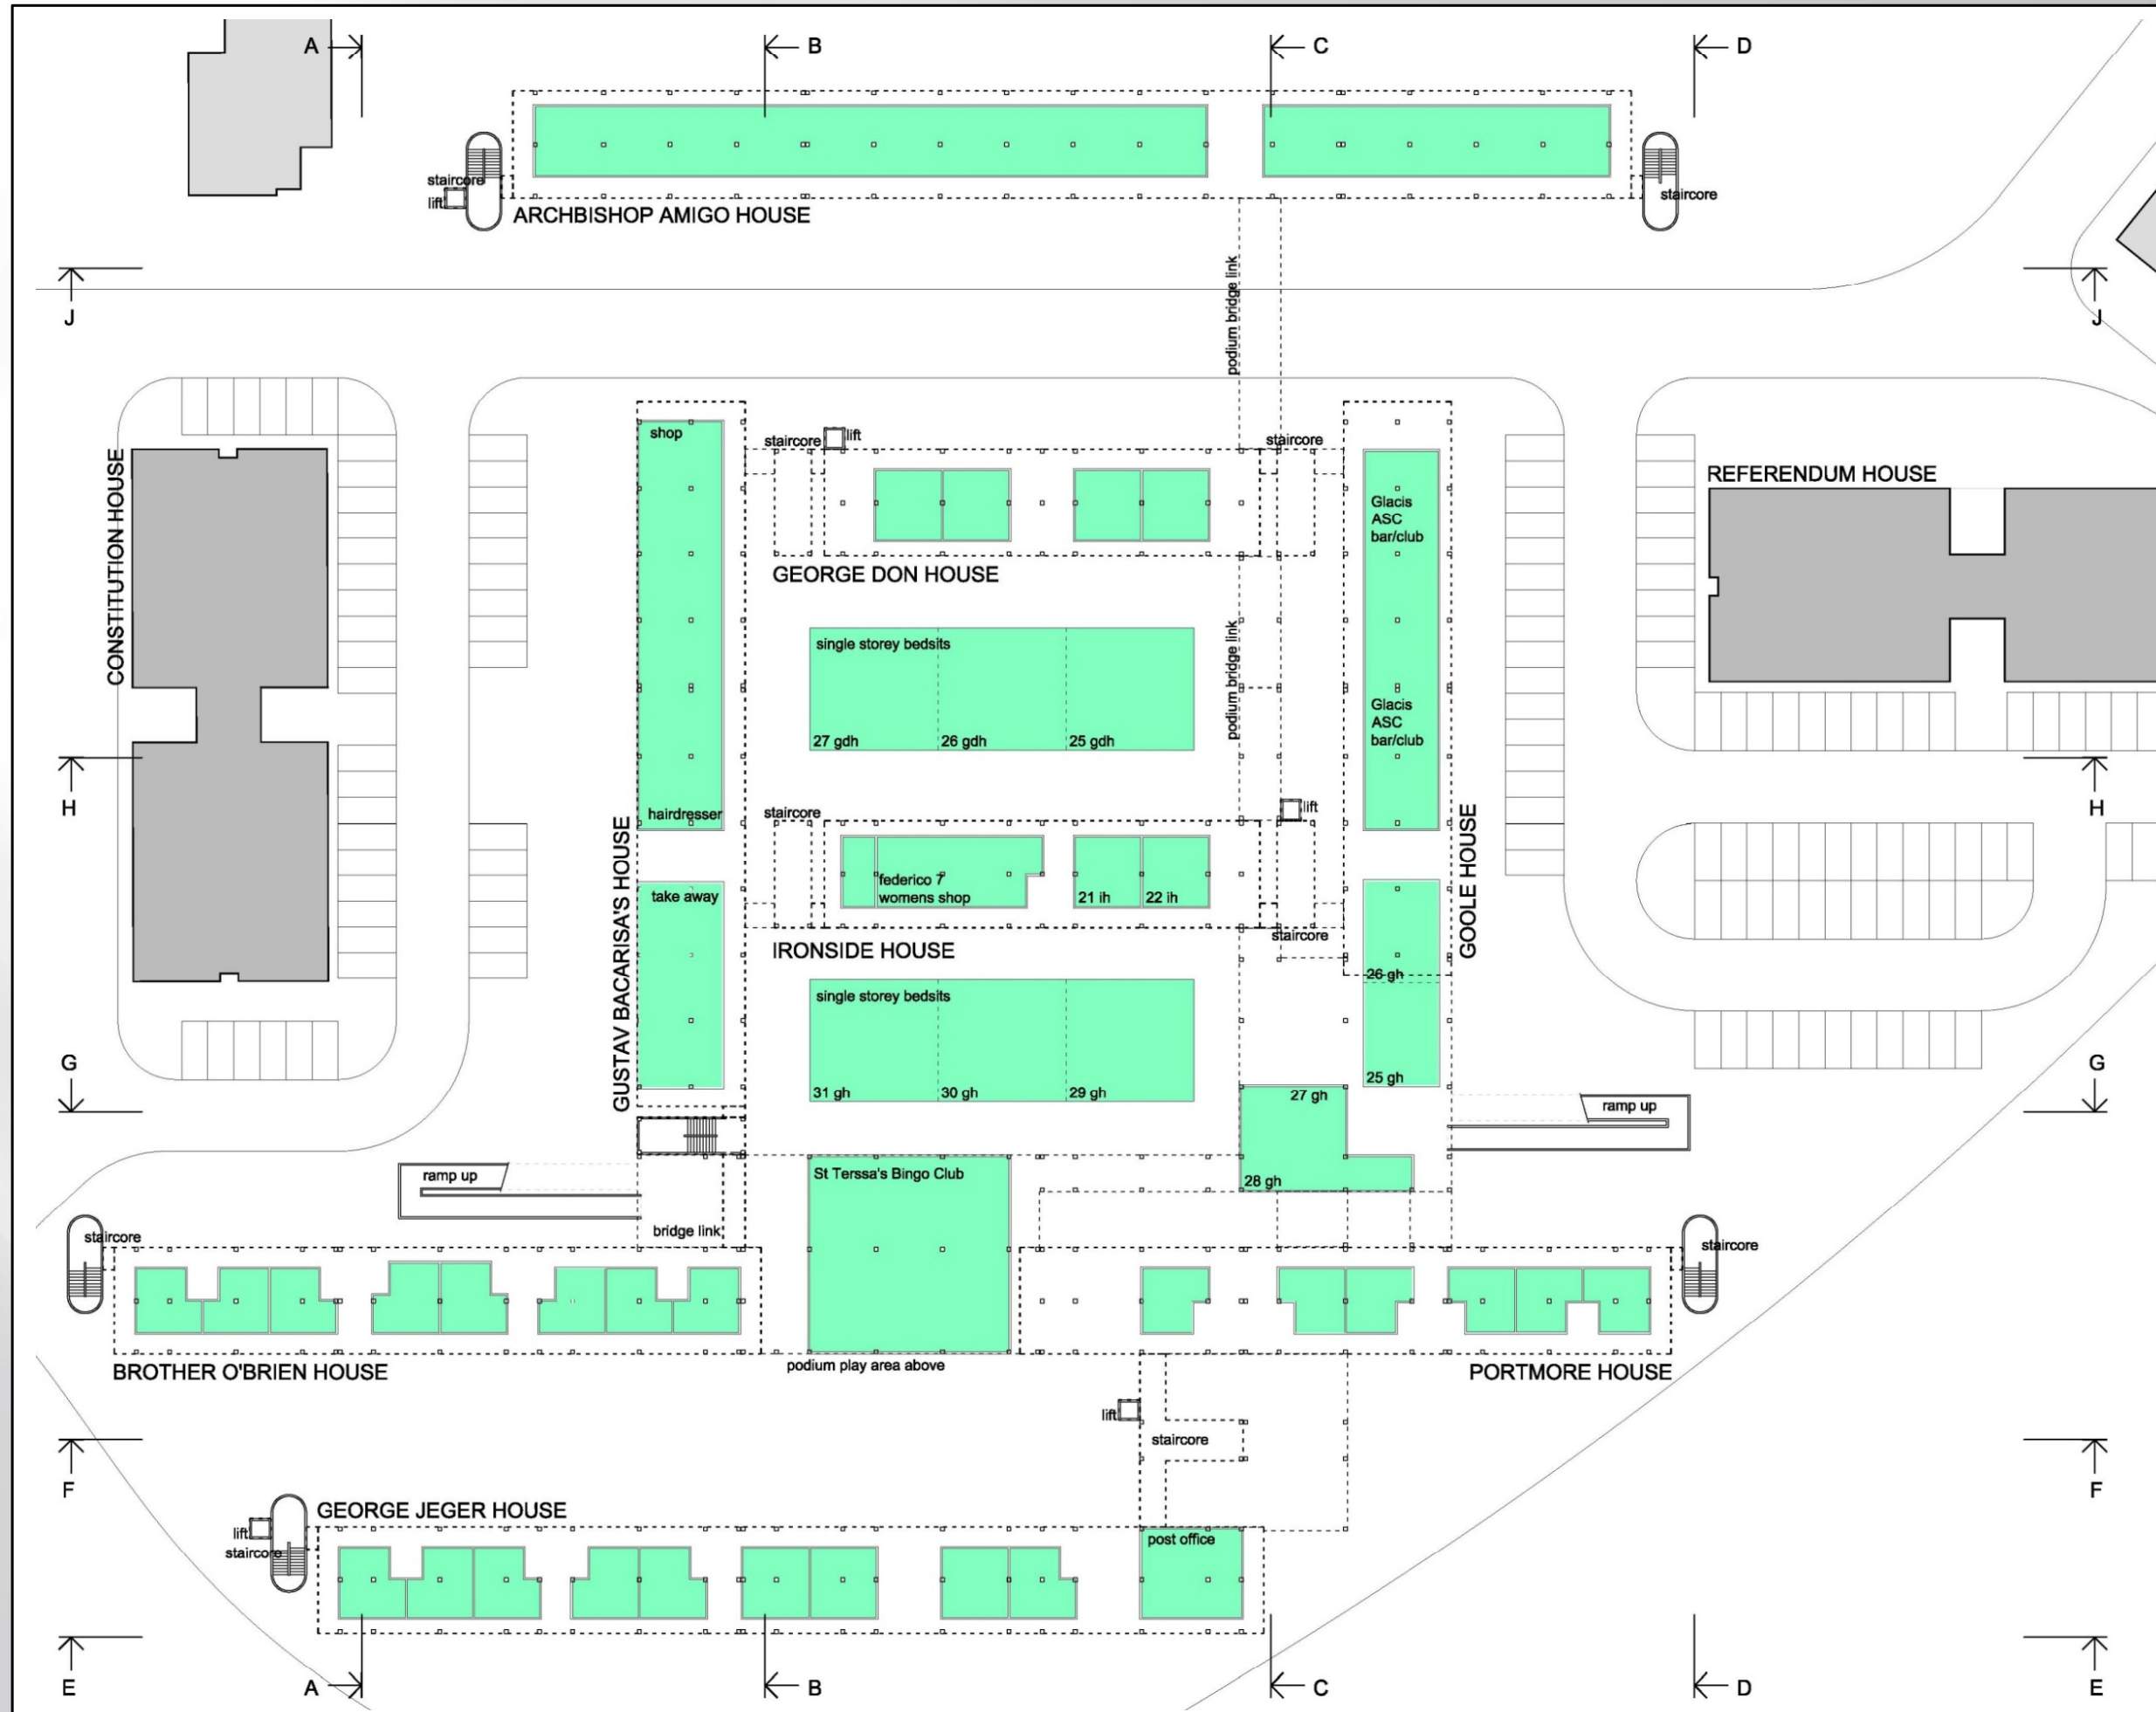 A
B
C
D
staircore
lift
ARCHBISHOP AMIGO HOUSE
staircore
podium bridge link
J
J
CONSTITUTION HOUSE
shop
staircore
lift
staircore
Glacis
ASC
bar/club
REFERENDUM HOUSE
GEORGE DON HOUSE
single storey bedsits
27 gdh
26 gdh
25 gdh
podium bridge link
Glacis
ASC
bar/club
H
H
hairdresser
staircore
lift
GUSTAV BACARISA'S HOUSE
take away
federico 7
womens shop
21 ih
22 ih
GOOLE HOUSE
staircore
IRONSIDE HOUSE
26 gh
single storey bedsits
31 gh
30 gh
29 gh
25 gh
27 gh
G
G
ramp up
ramp up
St Terssa's Bingo Club
28 gh
bridge link
staircore
staircore
BROTHER O'BRIEN HOUSE
podium play area above
PORTMORE HOUSE
lift
staircore
F
F
GEORGE JEGER HOUSE
lift
staircore
post office
E
A
B
C
D
E